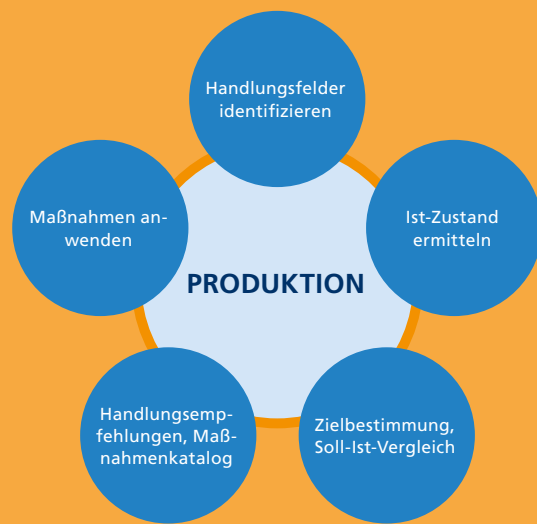 Handlungsfelder
identifizieren
Maßnahmen an-
wenden
Ist-Zustand
ermitteln
PRODUKTION
Handlungsemp-
fehlungen, Maß-
nahmenkatalog
Zielbestimmung,
Soll-Ist-Vergleich